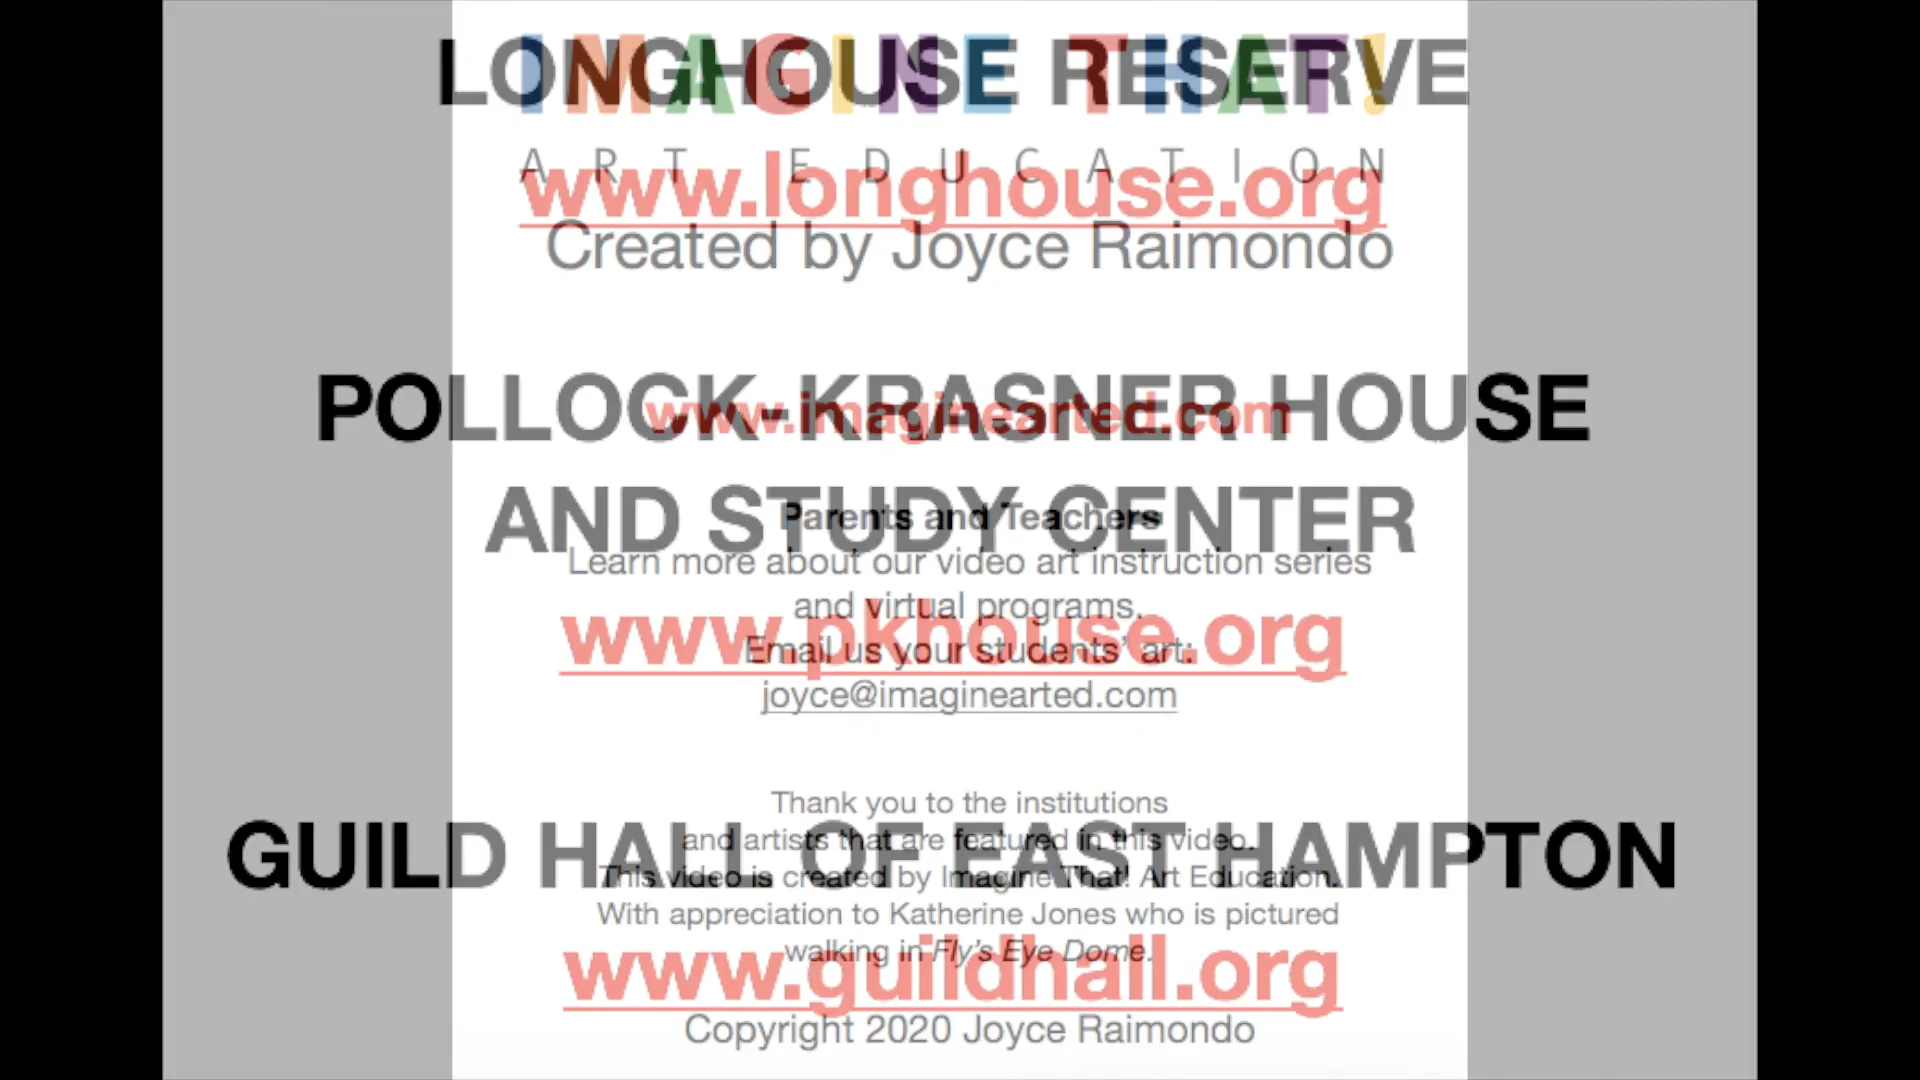 LONGHOUSE RESERVE
IMAGINE THAT!
ART EDUCATION
www.longhouse.org
Created by Joyce Raimondo
POLLOCK-KRASNER HOUSE
www.imaginearted.com
AND STUDY CENTER
Parents and Teachers
Learn more about our video art instruction series
and virtual programs.
www.pkhouse.org
Email us your students’ art:
joyce@imaginearted.com
Thank you to the institutions
and artists that are featured in this video.
GUILD HALL OF EAST HAMPTON
This video is created by Imagine That! Art Education.
With appreciation to Katherine Jones who is pictured
walking in Fly’s Eye Dome.
www.guildhall.org
Copyright 2020 Joyce Raimondo